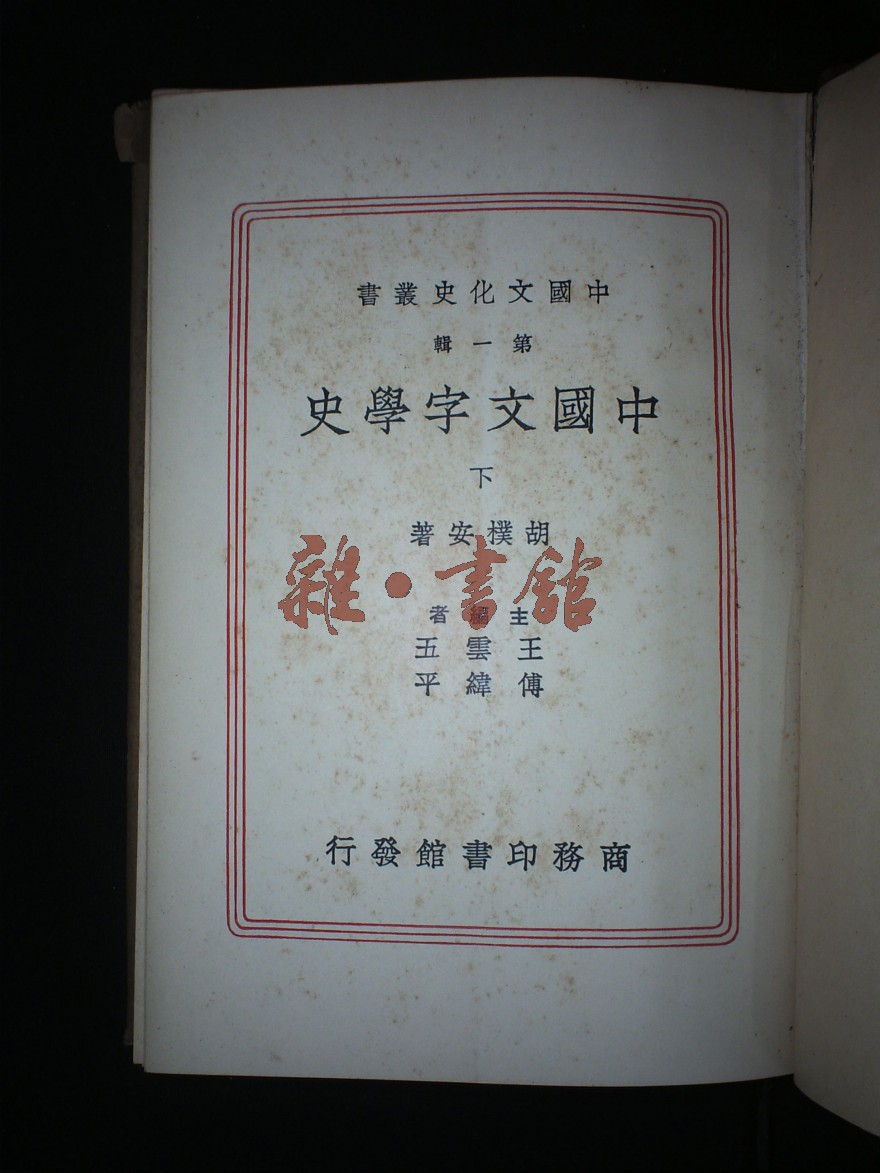 中國文化史叢書
第一輯
中國文字學史
下
胡樸安著
雜·書館
主編者
王雲五
傅緯平
商務印書館發行